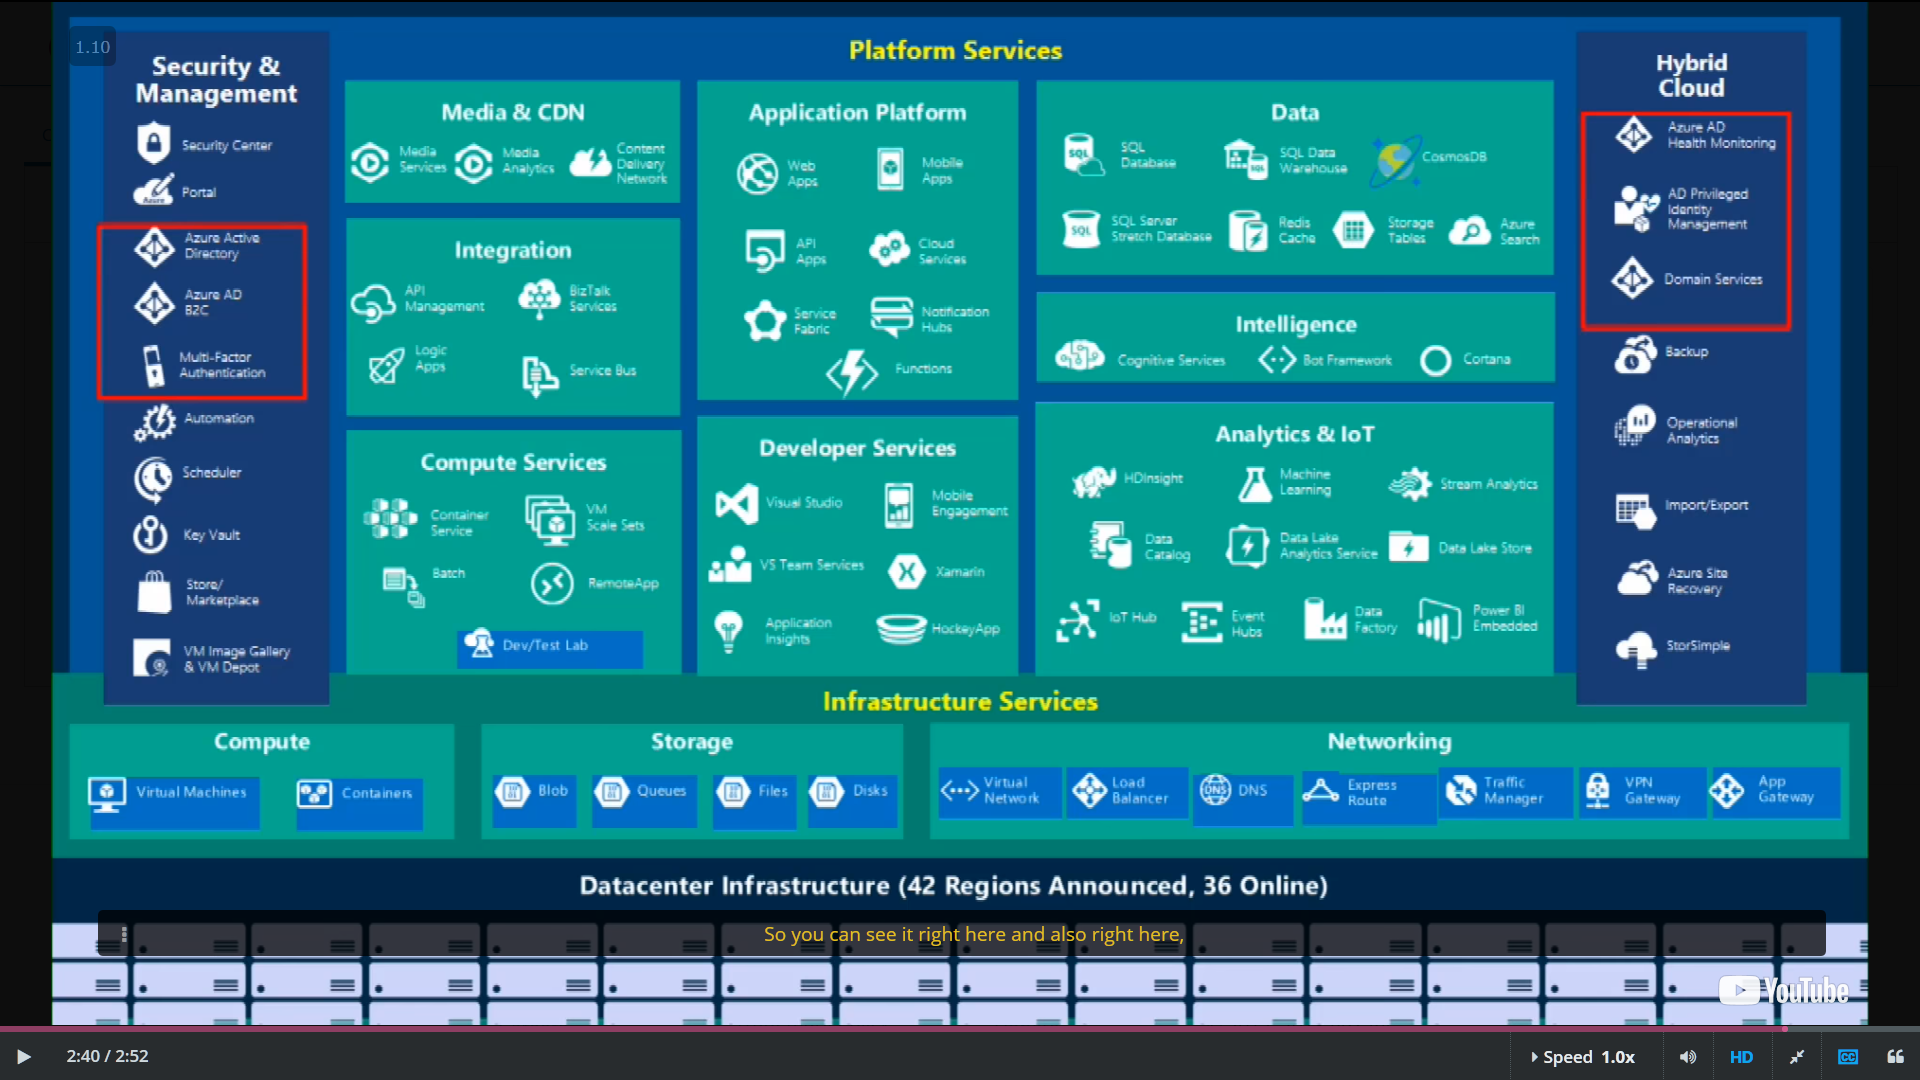 1.10
Platform Services
Security &
Management
Security Center
Portal
Azure
Azure Active
Directory
Azure AD
B2C
Multi-Factor
Authentication
Automation
Scheduler
Key Vault
Store/
Marketplace
VM Image Gallery
& VM Depot
Media & CDN
Media
Services
Media
Analytics
Content
Delivery
Network
Integration
API
Management
BizTalk
Services
Logic
Apps
Service Bus
Compute Services
Container
Service
VM
Scale Sets
Batch
RemoteApp
Dev/Test Lab
Application Platform
Web
Apps
Mobile
Apps
API
Apps
Cloud
Services
Service
Fabric
Notification
Hubs
Functions
Developer Services
Visual Studio
Mobile
Engagement
VS Team Services
Xamarin
Application
Insights
HockeyApp
Data
SQL
SQL
Database
SQL Data
Warehouse
CosmosDB
SQL
SQL Server
Stretch Database
Redis
Cache
Storage
Tables
Azure
Search
Intelligence
Cognitive Services
Bot Framework
Cortana
Analytics & IoT
HDInsight
Machine
Learning
Stream Analytics
Data
Catalog
Data Lake
Analytics Service
Data Lake Store
IoT Hub
Event
Hubs
Data
Factory
Power BI
Embedded
Hybrid
Cloud
Azure AD
Health Monitoring
AD Privileged
Identity
Management
Domain Services
Backup
Operational
Analytics
Import/Export
Azure Site
Recovery
StorSimple
Infrastructure Services
Compute
Virtual Machines
Containers
Storage
Blob
Queues
Files
Disks
Networking
Virtual
Network
Load
Balancer
DNS
DNS
Express
Route
Traffic
Manager
VPN
Gateway
App
Gateway
Datacenter Infrastructure (42 Regions Announced, 36 Online)
So you can see it right here and also right here,
YouTube
2:40 / 2:52
Speed 1.0x
HD
CC